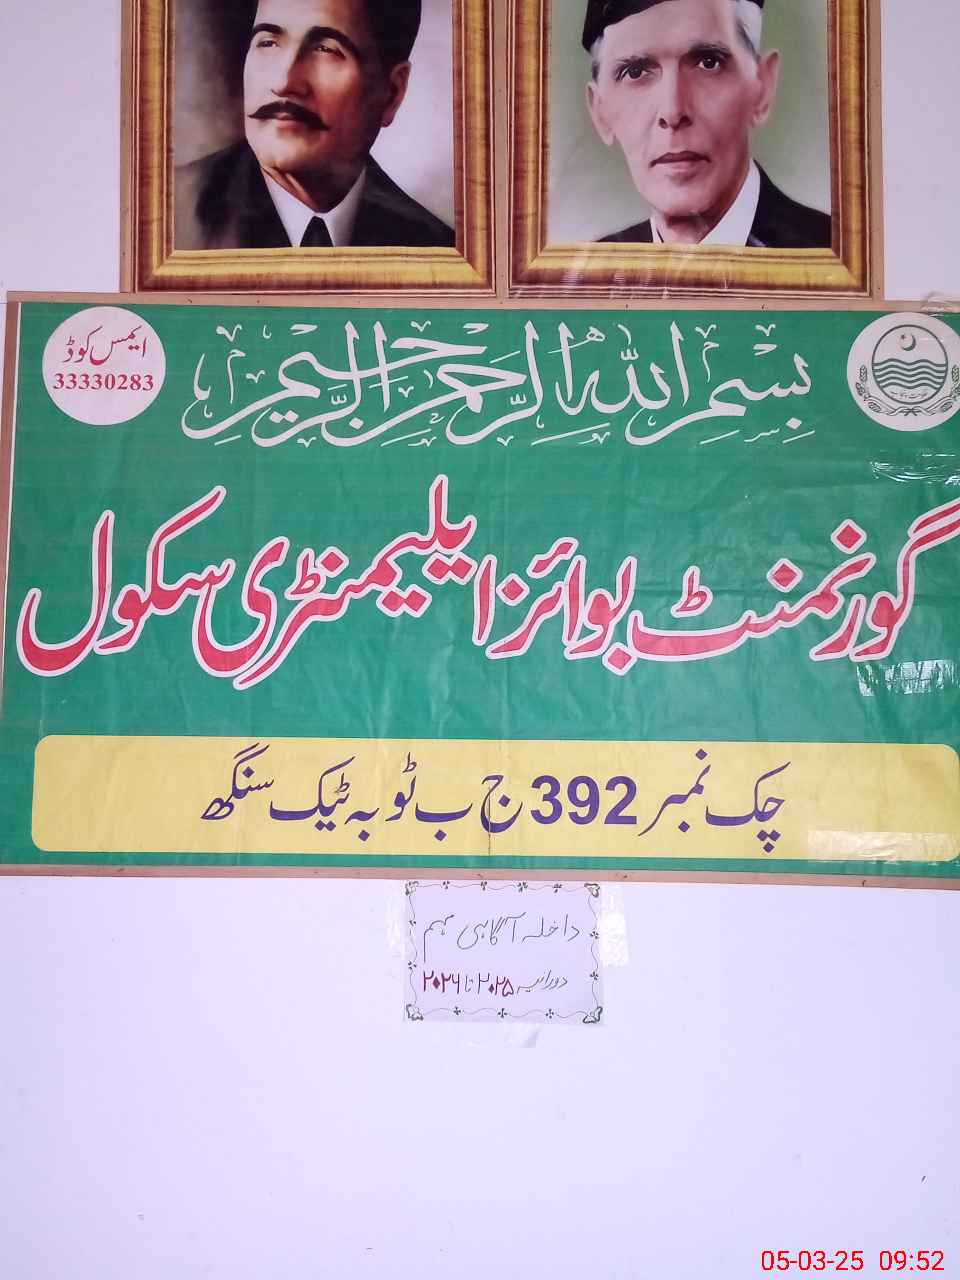 ایمس کوڈ
33330283
بسم اللہ الرحمن الرحیم
گورنمنٹ بوائز ایلیمنٹری سکول
چک نمبر 392 ج ب ٹوبہ ٹیک سنگھ
داخلہ آگاہی مہم
دورانیہ ۲۰۲۵ تا ۲۰۲۶
05-03-25 09:52